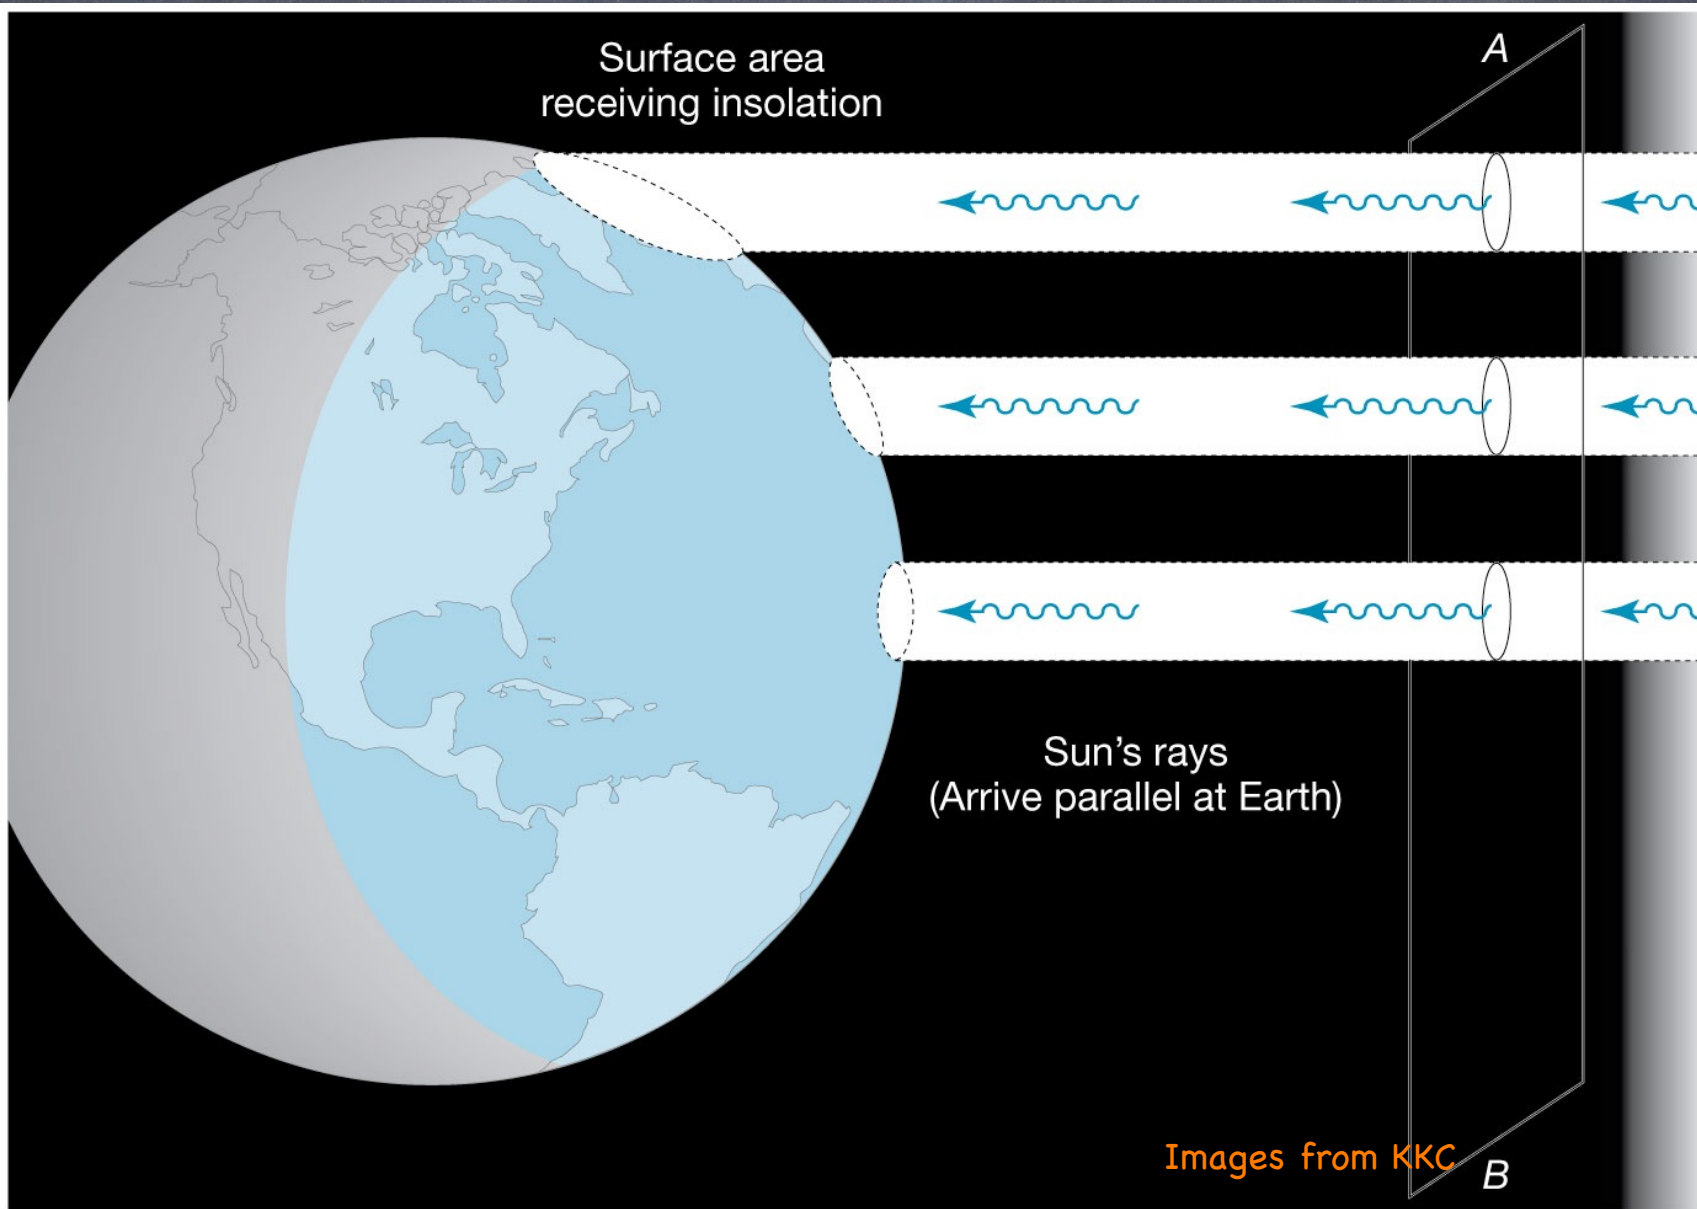 Surface area
receiving insolation
A
Sun's rays
(Arrive parallel at Earth)
Images from KKC
B